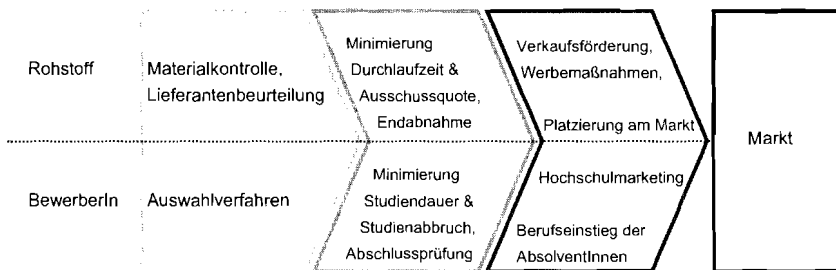 Rohstoff
Materialkontrolle,
Lieferantenbeurteilung
Minimierung
Durchlaufzeit &
Ausschussquote,
Endabnahme
Verkaufsförderung,
Werbemaßnahmen,
Platzierung am Markt
Markt
BewerberIn
Auswahlverfahren
Minimierung
Studiendauer &
Studienabbruch,
Abschlussprüfung
Hochschulmarketing
Berufseinstieg der
AbsolventInnen